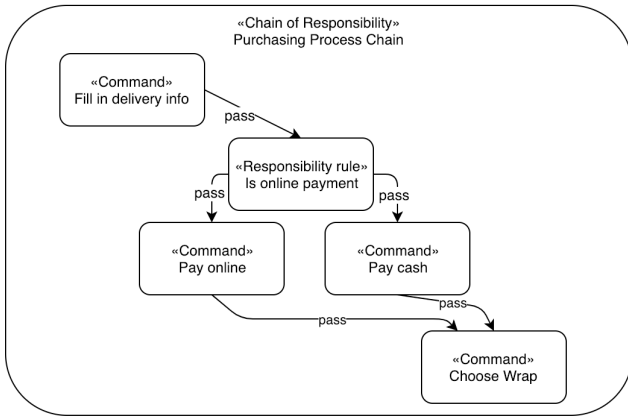 «Chain of Responsibility»
Purchasing Process Chain
«Command»
Fill in delivery info
pass
«Responsibility rule»
Is online payment
pass
pass
«Command»
Pay online
«Command»
Pay cash
pass
pass
«Command»
Choose Wrap